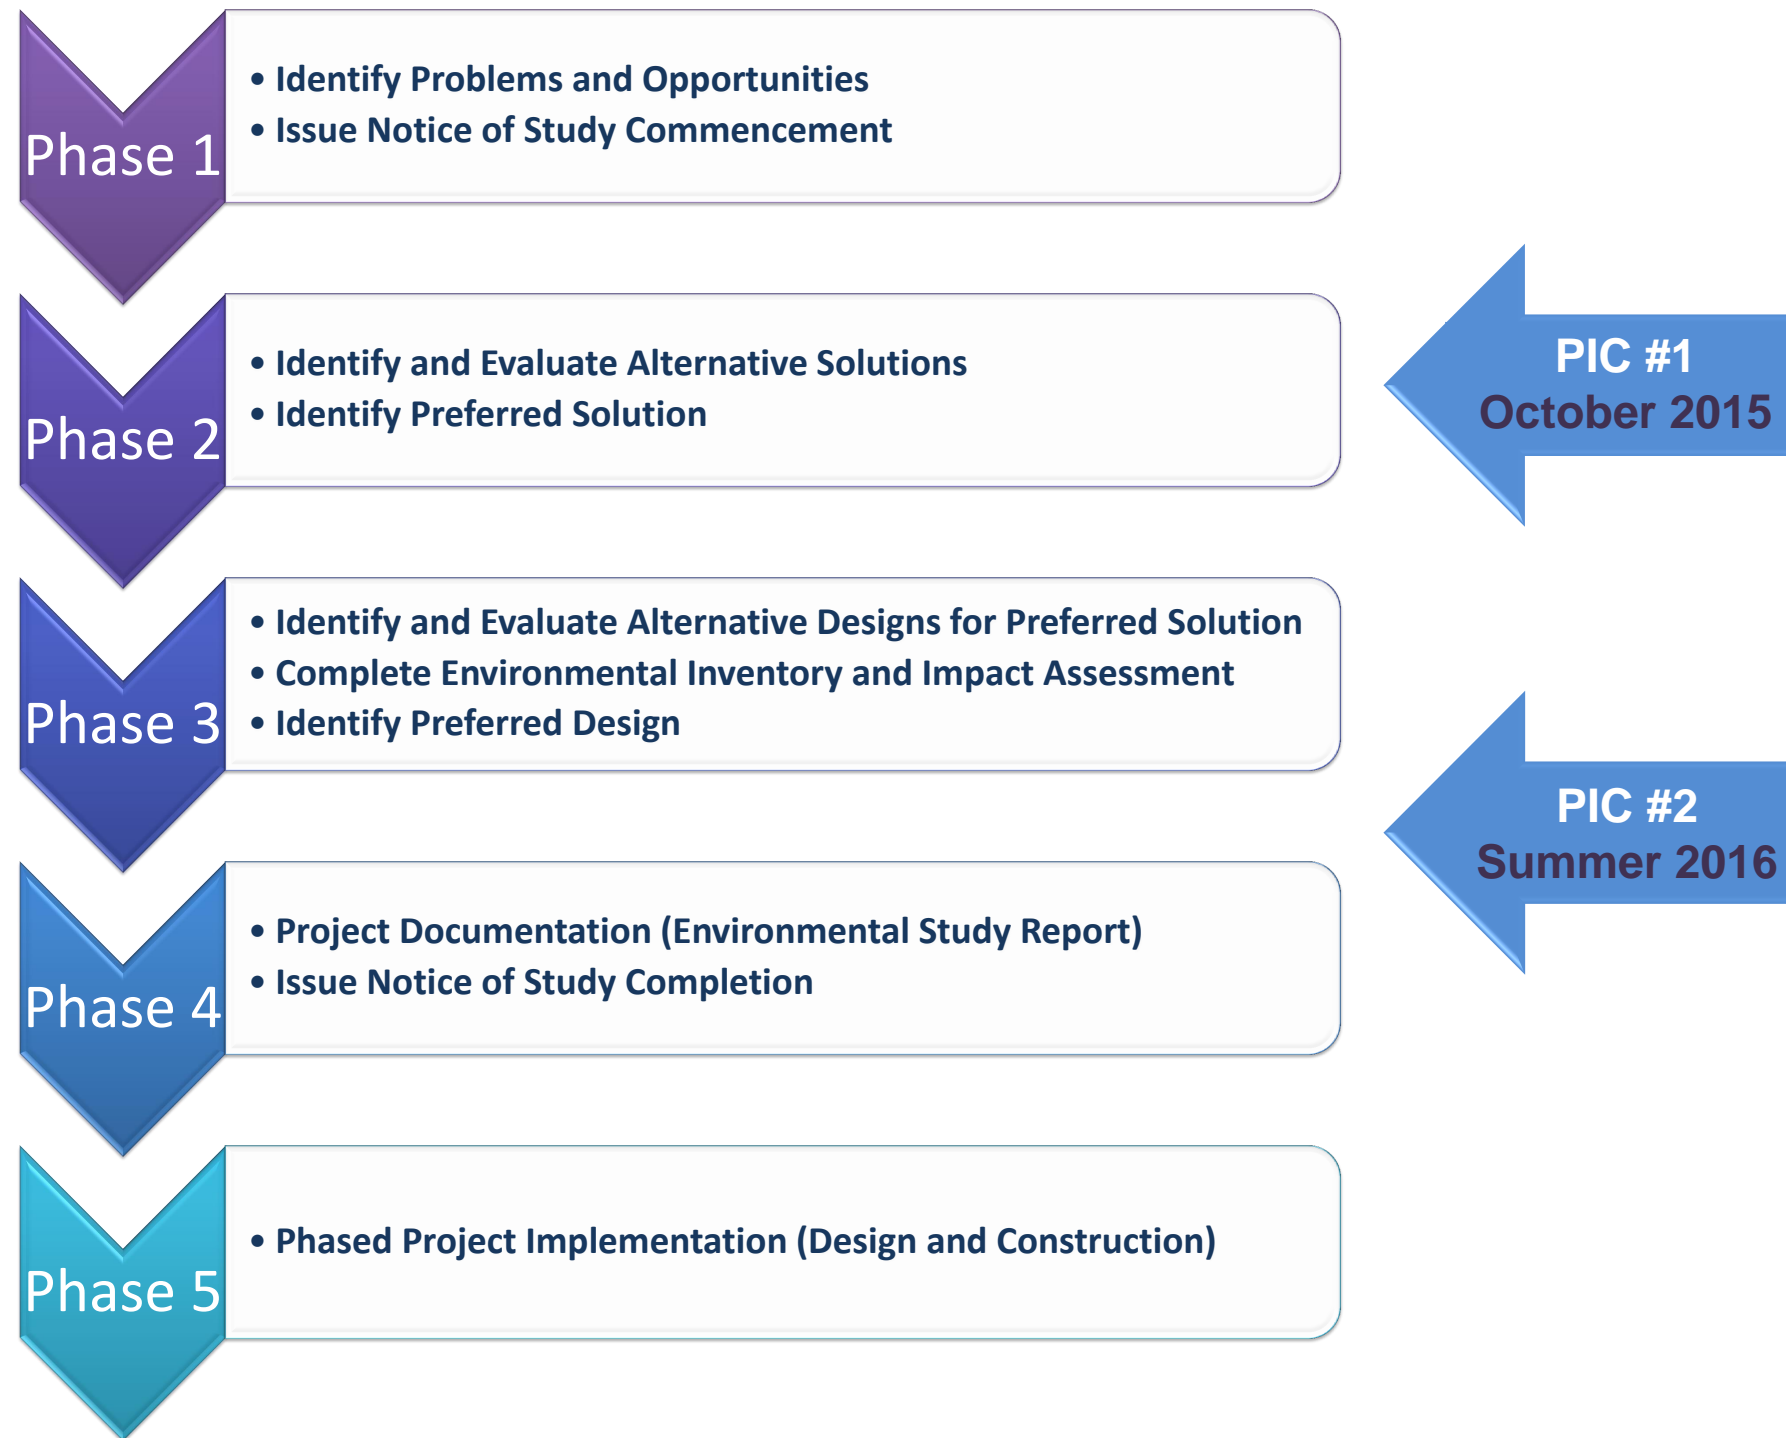 Phase 1
• Identify Problems and Opportunities
• Issue Notice of Study Commencement
Phase 2
• Identify and Evaluate Alternative Solutions
• Identify Preferred Solution
PIC #1
October 2015
Phase 3
• Identify and Evaluate Alternative Designs for Preferred Solution
• Complete Environmental Inventory and Impact Assessment
• Identify Preferred Design
PIC #2
Summer 2016
Phase 4
• Project Documentation (Environmental Study Report)
• Issue Notice of Study Completion
Phase 5
• Phased Project Implementation (Design and Construction)